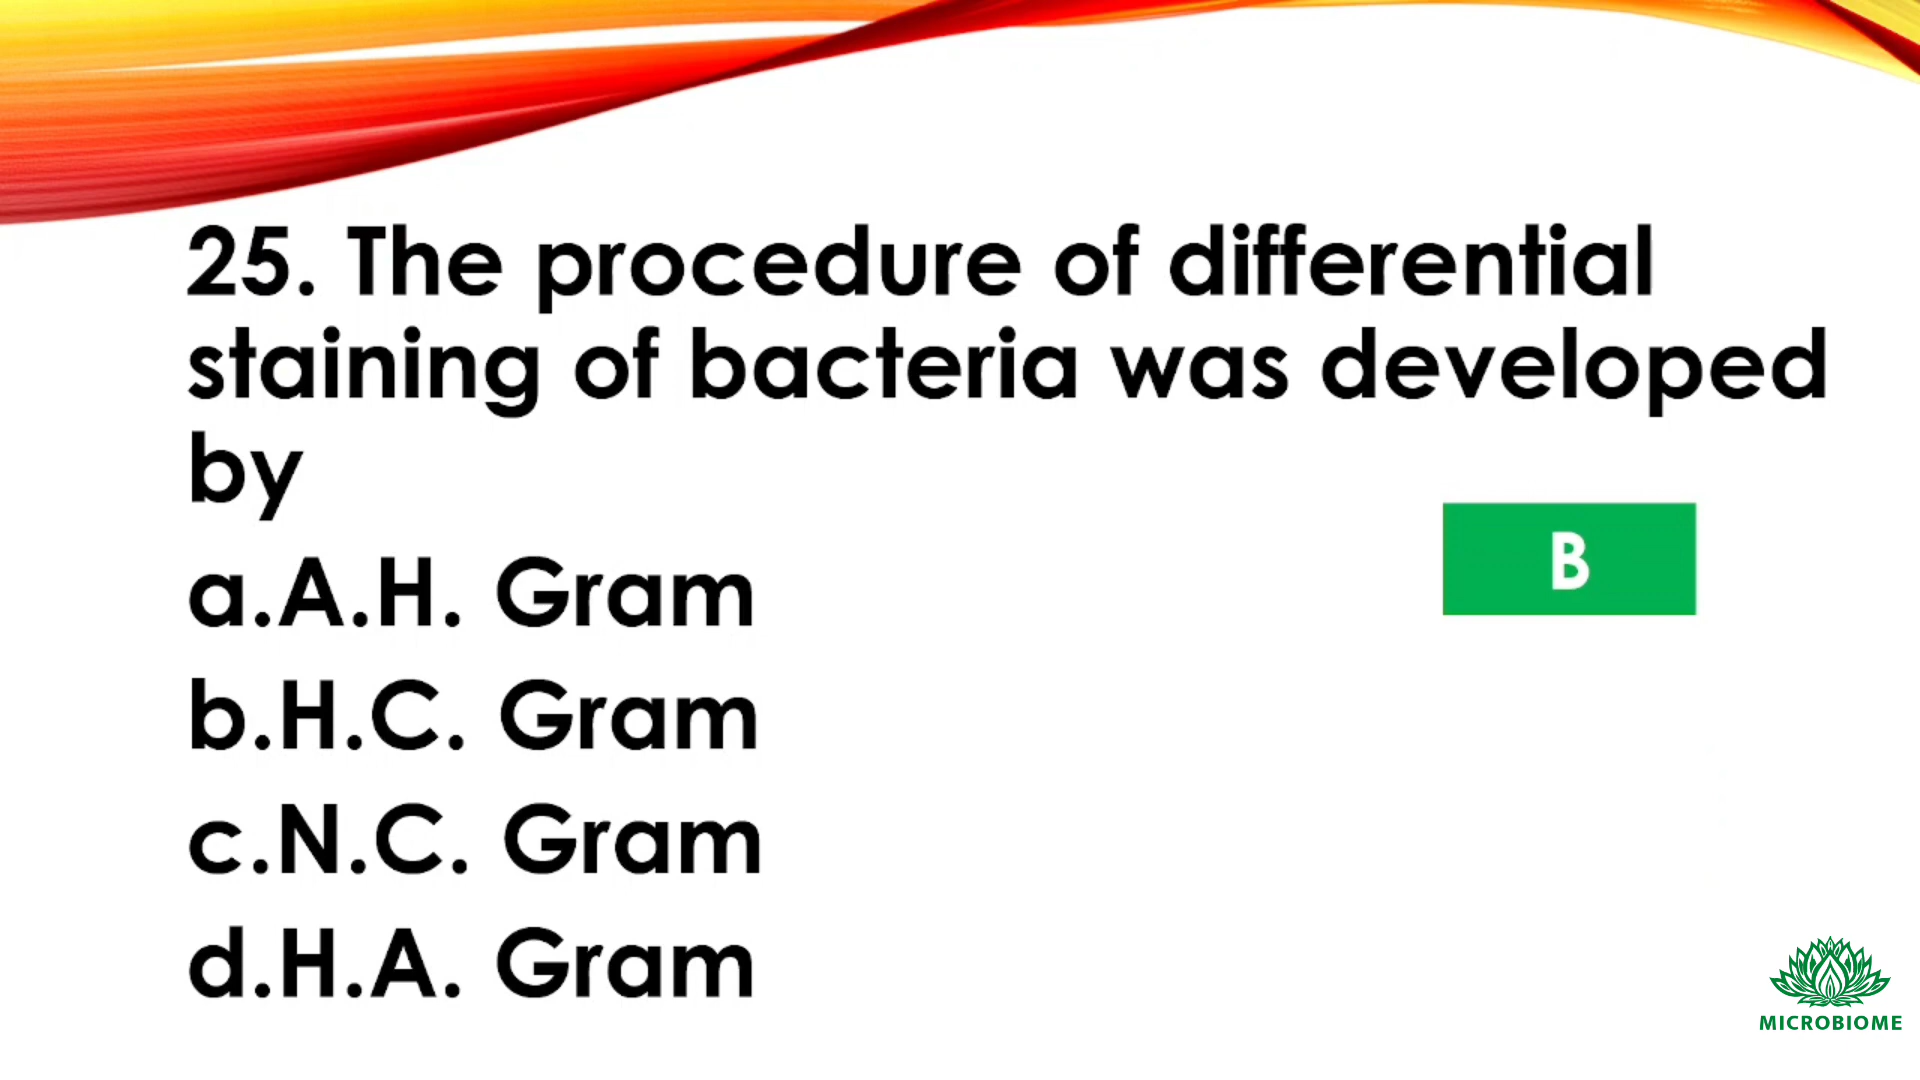 25. The procedure of differential
staining of bacteria was developed
by
B
a.A.H. Gram
b.H.C. Gram
c.N.C. Gram
d.H.A. Gram
MICROBIOME